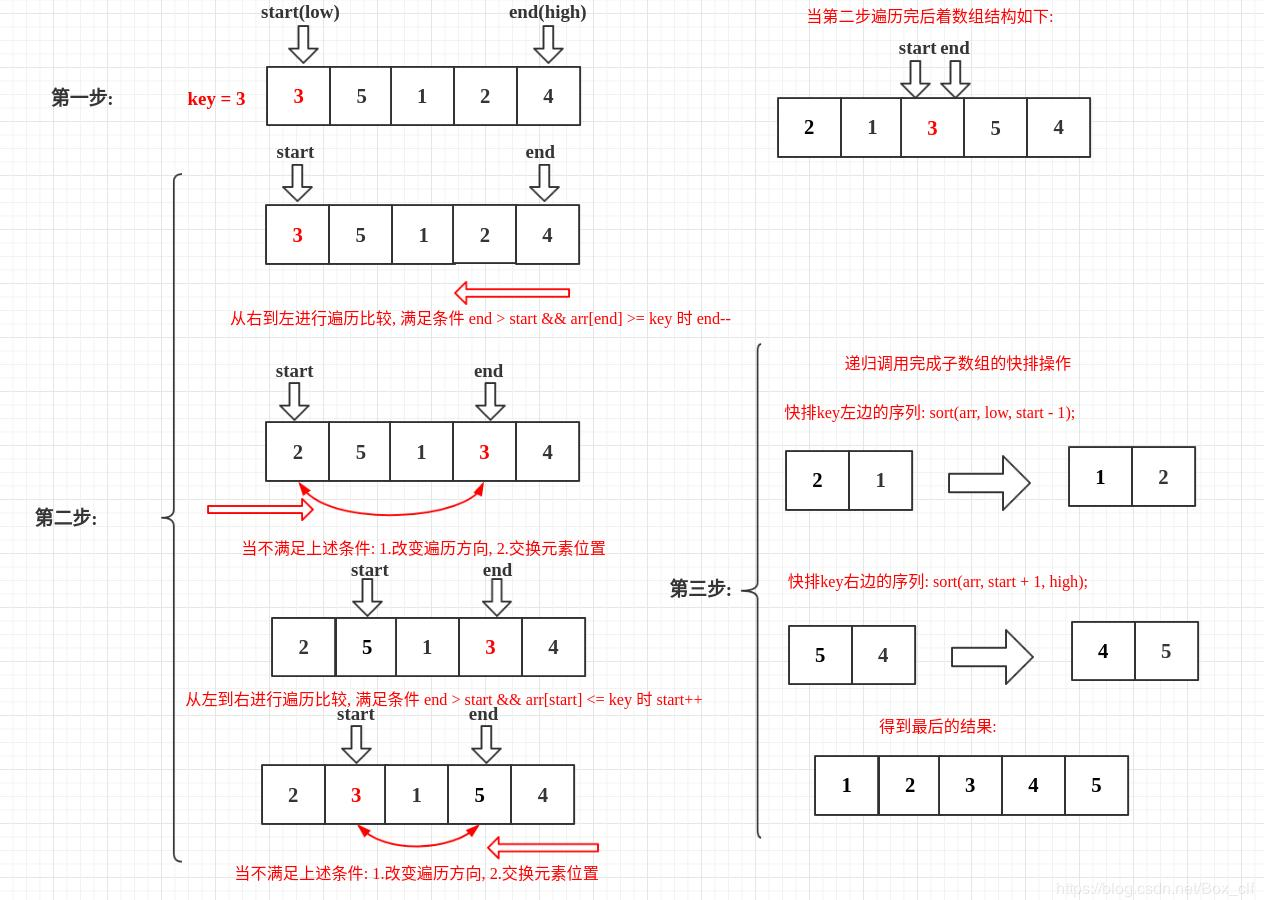 start(low) end(high)
第一步: key = 3 3 5 1 2 4
start end
3 5 1 2 4
从右到左进行遍历比较, 满足条件 end > start && arr[end] >= key 时 end--
第二步:
start end
2 5 1 3 4
当不满足上述条件: 1.改变遍历方向, 2.交换元素位置
start end
2 5 1 3 4
从左到右进行遍历比较, 满足条件 end > start && arr[start] <= key 时 start++
start end
2 3 1 5 4
当不满足上述条件: 1.改变遍历方向, 2.交换元素位置
当第二步遍历完后着数组结构如下:
start end
2 1 3 5 4
第三步:
递归调用完成子数组的快排操作
快排key左边的序列: sort(arr, low, start - 1);
2 1 1 2
快排key右边的序列: sort(arr, start + 1, high);
5 4 4 5
得到最后的结果:
1 2 3 4 5
https://blog.csdn.net/Box_clf